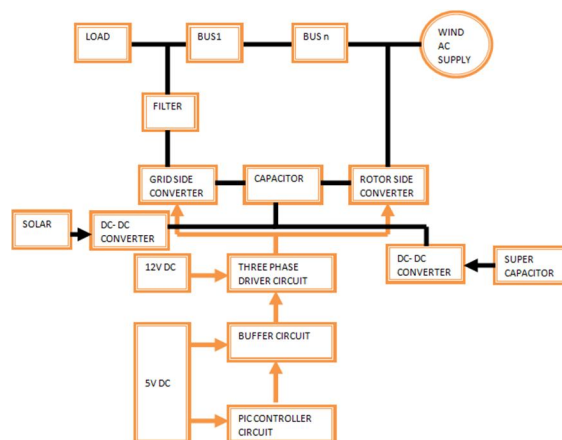 LOAD
BUS1
BUS n
WIND
AC
SUPPLY
FILTER
GRID SIDE
CONVERTER
CAPACITOR
ROTOR SIDE
CONVERTER
SOLAR
DC- DC
CONVERTER
12V DC
THREE PHASE
DRIVER CIRCUIT
DC- DC
CONVERTER
SUPER
CAPACITOR
BUFFER CIRCUIT
5V DC
PIC CONTROLLER
CIRCUIT